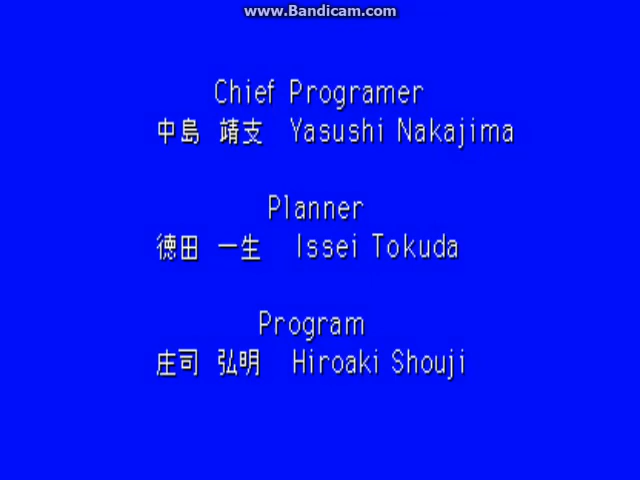 www.Bandicam.com
Chief Programer
中島 靖支 Yasushi Nakajima
Planner
徳田 一生 Issei Tokuda
Program
庄司 弘明 Hiroaki Shouji